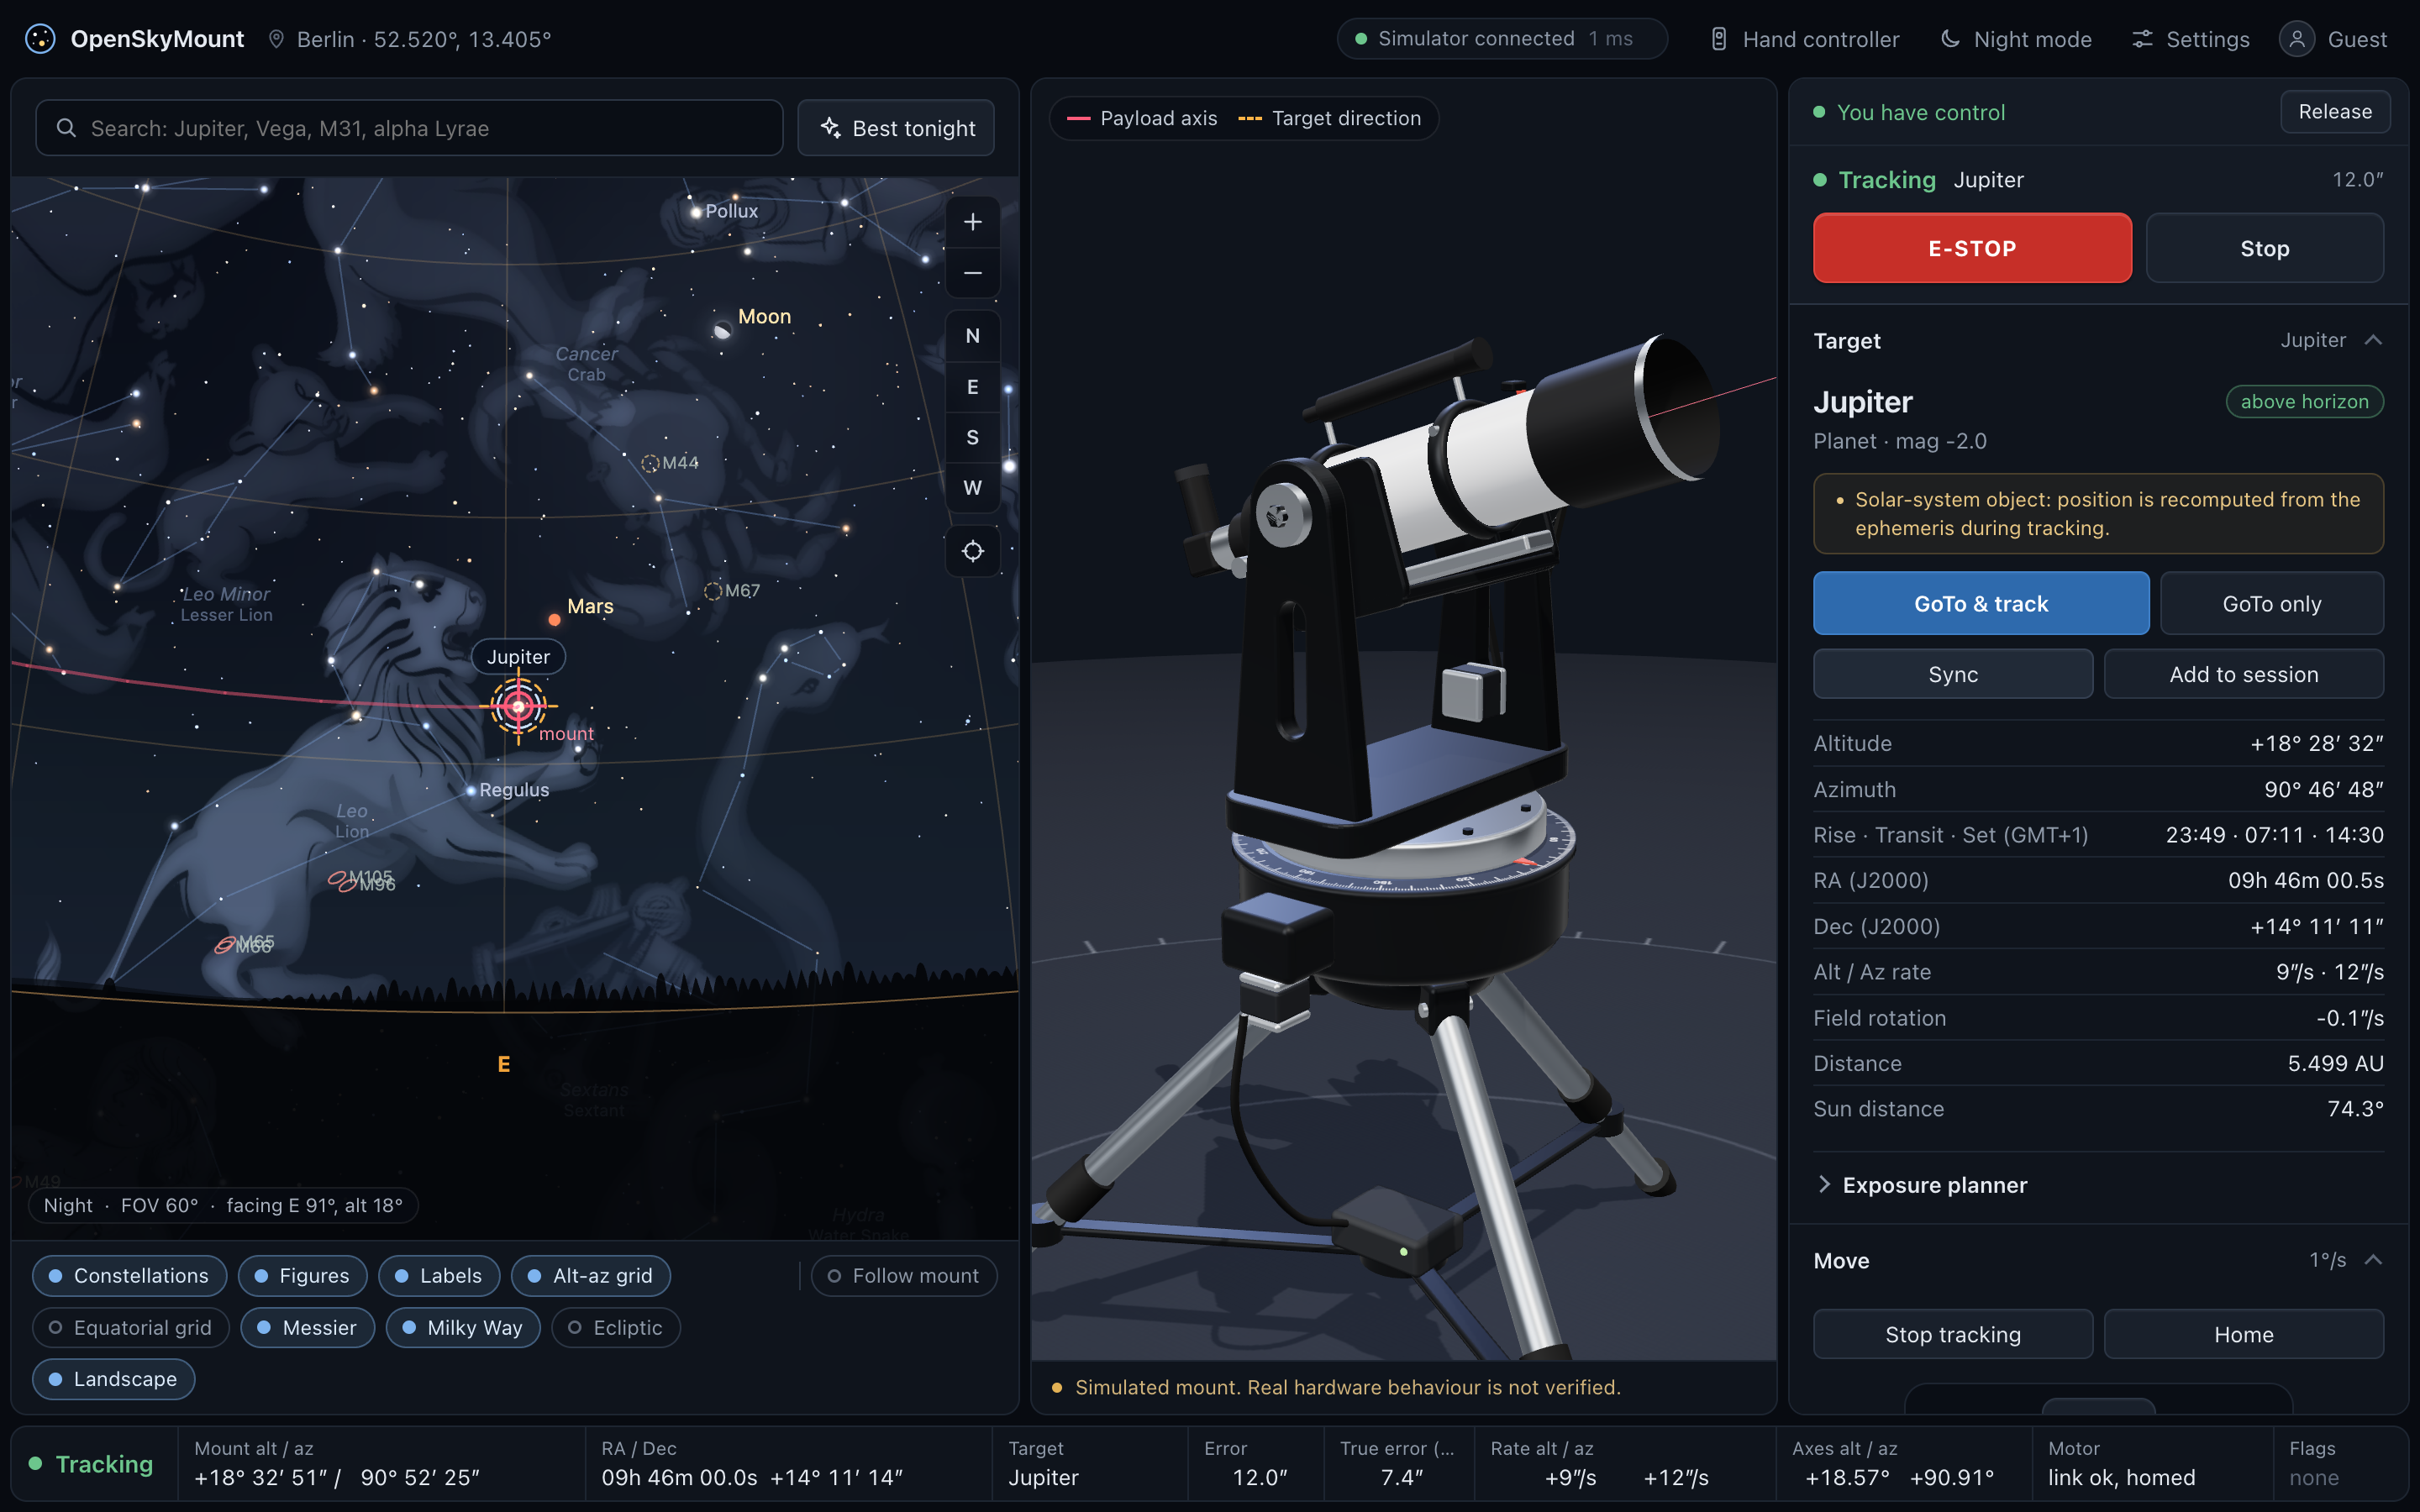 OpenSkyMount
Berlin · 52.520°, 13.405°
Simulator connected 1 ms
Hand controller
Night mode
Settings
Guest
Search: Jupiter, Vega, M31, alpha Lyrae
Best tonight
Pollux
Moon
Cancer
Crab
M44
M67
Leo Minor
Lesser Lion
Mars
Jupiter
mount
Regulus
Leo
Lion
M105
M96
M65
M66
E
Sextans
Sextant
M49
Hydra
Water Snake
+
−
N
E
S
W
Night · FOV 60° · facing E 91°, alt 18°
Constellations
Figures
Labels
Alt-az grid
Follow mount
Equatorial grid
Messier
Milky Way
Ecliptic
Landscape
Payload axis
Target direction
Simulated mount. Real hardware behaviour is not verified.
You have control
Release
Tracking Jupiter 12.0″
E-STOP
Stop
Target Jupiter
Jupiter
above horizon
Planet · mag -2.0
Solar-system object: position is recomputed from the
ephemeris during tracking.
GoTo & track
GoTo only
Sync
Add to session
Altitude +18° 28′ 32″
Azimuth 90° 46′ 48″
Rise · Transit · Set (GMT+1) 23:49 · 07:11 · 14:30
RA (J2000) 09h 46m 00.5s
Dec (J2000) +14° 11′ 11″
Alt / Az rate 9″/s · 12″/s
Field rotation -0.1″/s
Distance 5.499 AU
Sun distance 74.3°
Exposure planner
Move 1°/s
Stop tracking
Home
Tracking
Mount alt / az
+18° 32′ 51″ / 90° 52′ 25″
RA / Dec
09h 46m 00.0s +14° 11′ 14″
Target
Jupiter
Error
12.0″
True error (...
7.4″
Rate alt / az
+9″/s +12″/s
Axes alt / az
+18.57° +90.91°
Motor
link ok, homed
Flags
none